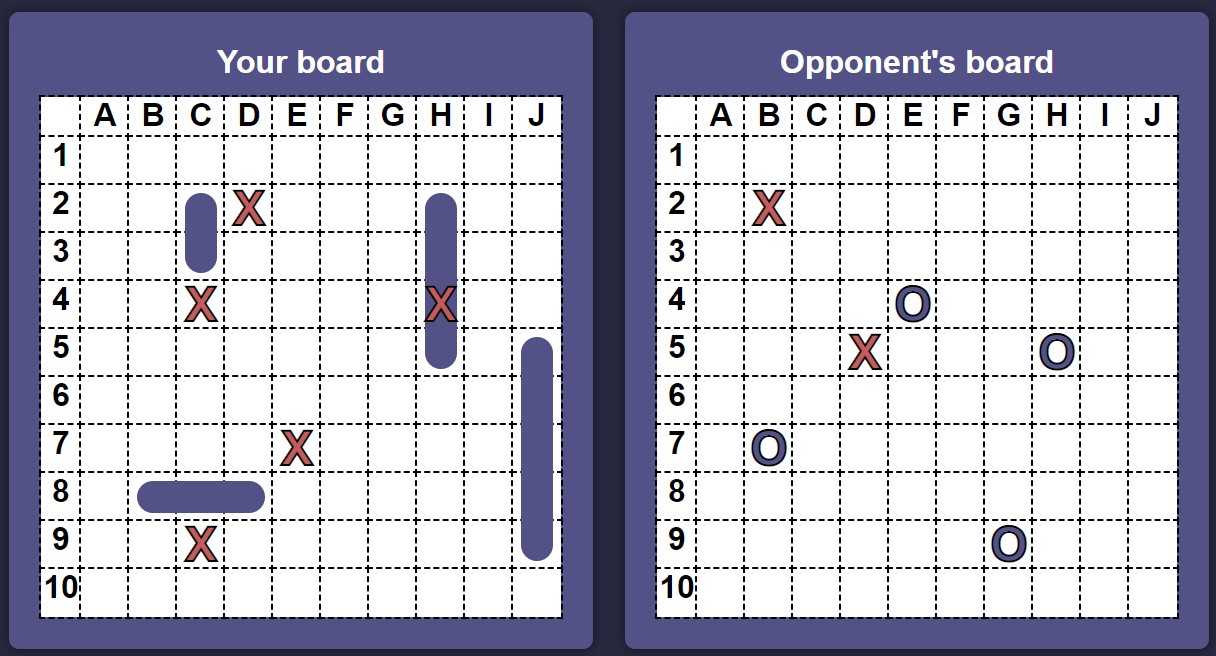 Your board
A B C D E F G H I J
1
2 X
3
4 X X
5
6
7 X
8
9 X
10
Opponent's board
A B C D E F G H I J
1
2 X
3
4 O
5 X O
6
7 O
8
9 O
10